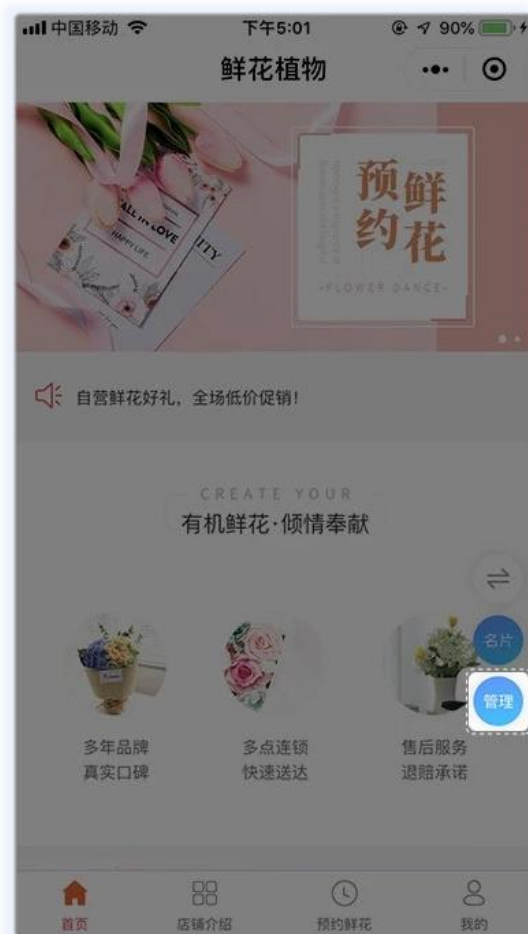 中国移动 下午5:01 90%
鲜花植物
ALL IN LOVE
HAPPY LIFE
预约
鲜花
-FLOWER DANCE-
自营鲜花好礼，全场低价促销！
CREATE YOUR
有机鲜花·倾情奉献
名片
管理
多年品牌 多点连锁 售后服务
真实口碑 快速送达 退赔承诺
首页 店铺介绍 预约鲜花 我的